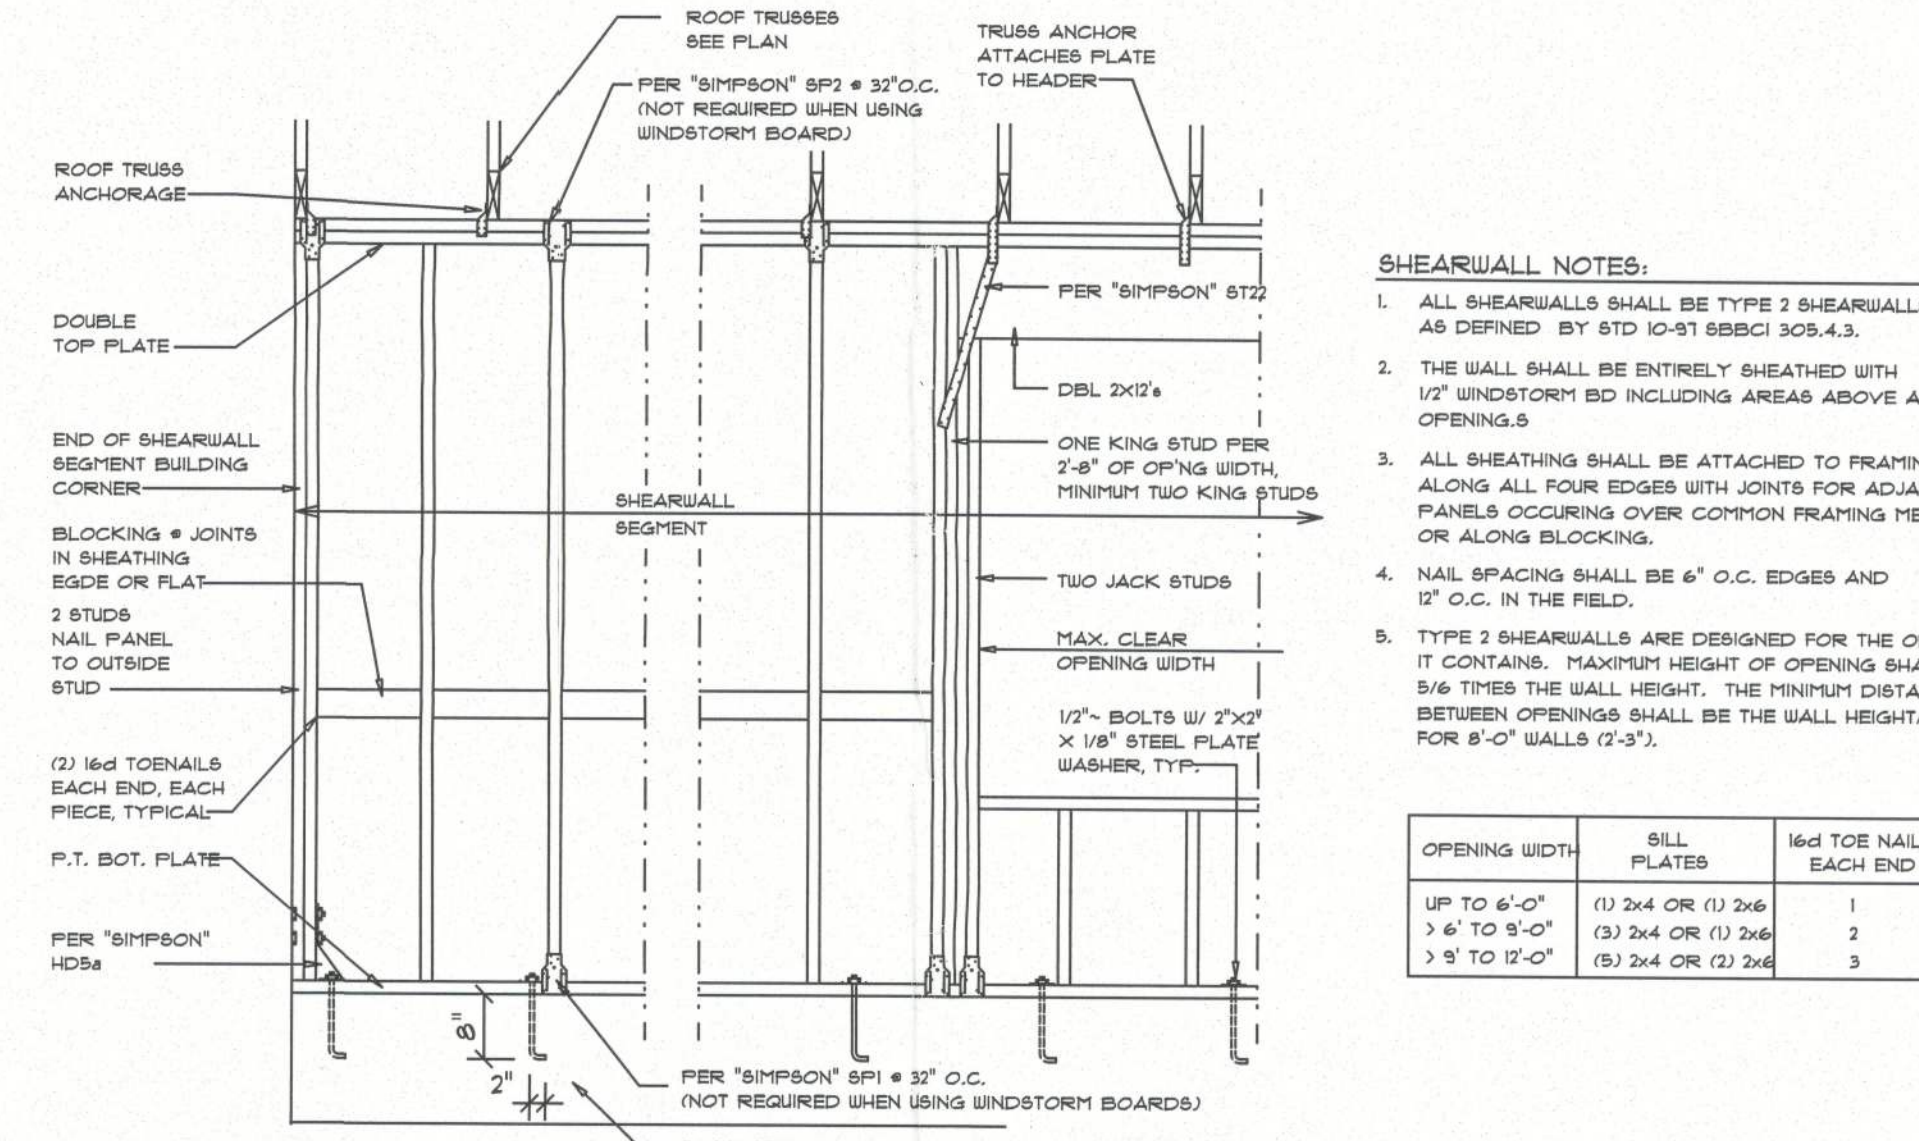 ROOF TRUSSES
SEE PLAN
TRUSS ANCHOR
ATTACHES PLATE
TO HEADER
PER "SIMPSON" SP2 @ 32"O.C.
(NOT REQUIRED WHEN USING
WINDSTORM BOARD)
ROOF TRUSS
ANCHORAGE
DOUBLE
TOP PLATE
PER "SIMPSON" ST22
DBL 2X12's
END OF SHEARWALL
SEGMENT BUILDING
CORNER
ONE KING STUD PER
2'-8" OF OP'NG WIDTH,
MINIMUM TWO KING STUDS
SHEARWALL
SEGMENT
BLOCKING @ JOINTS
IN SHEATHING
EGDE OR FLAT
2 STUDS
NAIL PANEL
TO OUTSIDE
STUD
TWO JACK STUDS
MAX. CLEAR
OPENING WIDTH
1/2"~ BOLTS W/ 2"X2"
X 1/8" STEEL PLATE
WASHER, TYP.
(2) 16d TOENAILS
EACH END, EACH
PIECE, TYPICAL
P.T. BOT. PLATE
PER "SIMPSON"
HD5a
8"
2"
PER "SIMPSON" SP1 @ 32" O.C.
(NOT REQUIRED WHEN USING WINDSTORM BOARDS)
SHEARWALL NOTES:
1. ALL SHEARWALLS SHALL BE TYPE 2 SHEARWALLS
AS DEFINED BY STD 10-97 SBBCI 305.4.3.
2. THE WALL SHALL BE ENTIRELY SHEATHED WITH
1/2" WINDSTORM BD INCLUDING AREAS ABOVE A
OPENING.S
3. ALL SHEATHING SHALL BE ATTACHED TO FRAMIN
ALONG ALL FOUR EDGES WITH JOINTS FOR ADJA
PANELS OCCURING OVER COMMON FRAMING ME
OR ALONG BLOCKING.
4. NAIL SPACING SHALL BE 6" O.C. EDGES AND
12" O.C. IN THE FIELD.
5. TYPE 2 SHEARWALLS ARE DESIGNED FOR THE O
IT CONTAINS. MAXIMUM HEIGHT OF OPENING SHA
5/6 TIMES THE WALL HEIGHT. THE MINIMUM DISTA
BETWEEN OPENINGS SHALL BE THE WALL HEIGHT/
FOR 8'-0" WALLS (2'-3").
OPENING WIDTH SILL PLATES 16d TOE NAIL EACH END
UP TO 6'-0" (1) 2x4 OR (1) 2x6 1
> 6' TO 9'-0" (3) 2x4 OR (1) 2x6 2
> 9' TO 12'-0" (5) 2x4 OR (2) 2x6 3